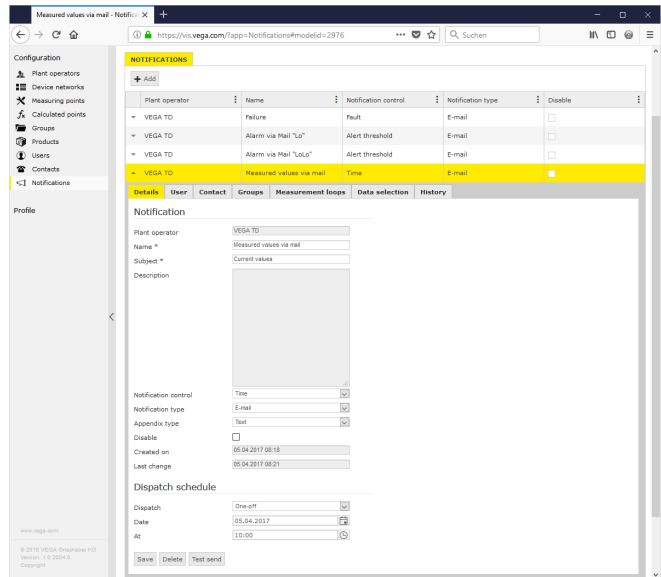 Measured values via mail - Notific
https://vis.vega.com/?app=Notifications#modelid=2976
Suchen
Configuration
Plant operators
Device networks
Measuring points
Calculated points
Groups
Products
Users
Contacts
Notifications
Profile
NOTIFICATIONS
+ Add
Plant operator Name Notification control Notification type Disable
VEGA TD Failure Fault E-mail
VEGA TD Alarm via Mail "Lo" Alert threshold E-mail
VEGA TD Alarm via Mail "LoLo" Alert threshold E-mail
VEGA TD Measured values via mail Time E-mail
Details User Contact Groups Measurement loops Data selection History
Notification
Plant operator VEGA TD
Name * Measured values via mail
Subject * Current values
Description
Notification control Time
Notification type E-mail
Appendix type Text
Disable
Created on 05.04.2017 08:18
Last change 05.04.2017 08:21
Dispatch schedule
Dispatch One-off
Date 05.04.2017
At 10:00
Save Delete Test send
www.vega.com
Copyright